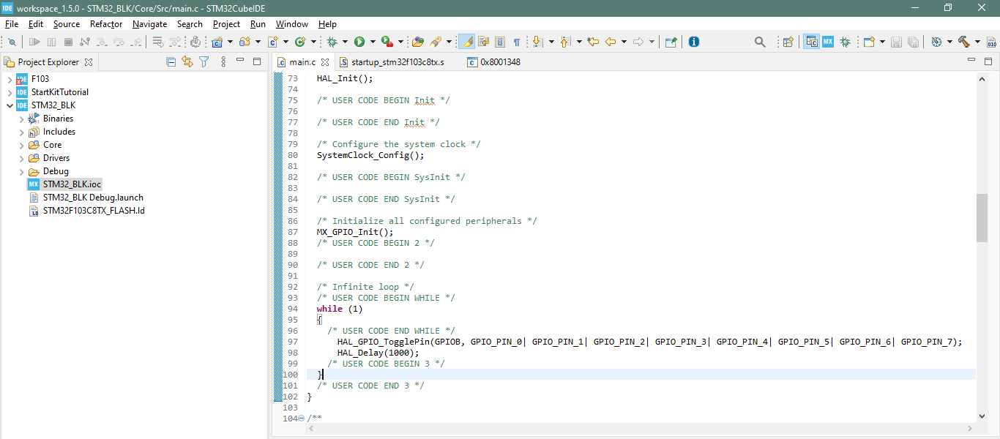 IDE workspace_1.5.0 - STM32_BLK/Core/Src/main.c - STM32CubeIDE
File Edit Source Refactor Navigate Search Project Run Window Help
Project Explorer
main.c
startup_stm32f103c8tx.s
0x8001348
F103
StartKitTutorial
STM32_BLK
Binaries
Includes
Core
Drivers
Debug
STM32_BLK.ioc
STM32_BLK Debug.launch
STM32F103C8TX_FLASH.ld
73 HAL_Init();
74
75 /* USER CODE BEGIN Init */
76
77 /* USER CODE END Init */
78
79 /* Configure the system clock */
80 SystemClock_Config();
81
82 /* USER CODE BEGIN SysInit */
83
84 /* USER CODE END SysInit */
85
86 /* Initialize all configured peripherals */
87 MX_GPIO_Init();
88 /* USER CODE BEGIN 2 */
89
90 /* USER CODE END 2 */
91
92 /* Infinite loop */
93 /* USER CODE BEGIN WHILE */
94 while (1)
95 {
96 /* USER CODE END WHILE */
97 HAL_GPIO_TogglePin(GPIOB, GPIO_PIN_0| GPIO_PIN_1| GPIO_PIN_2| GPIO_PIN_3| GPIO_PIN_4| GPIO_PIN_5| GPIO_PIN_6| GPIO_PIN_7);
98 HAL_Delay(1000);
99 /* USER CODE BEGIN 3 */
100 }
101 /* USER CODE END 3 */
102 }
103
104 /**